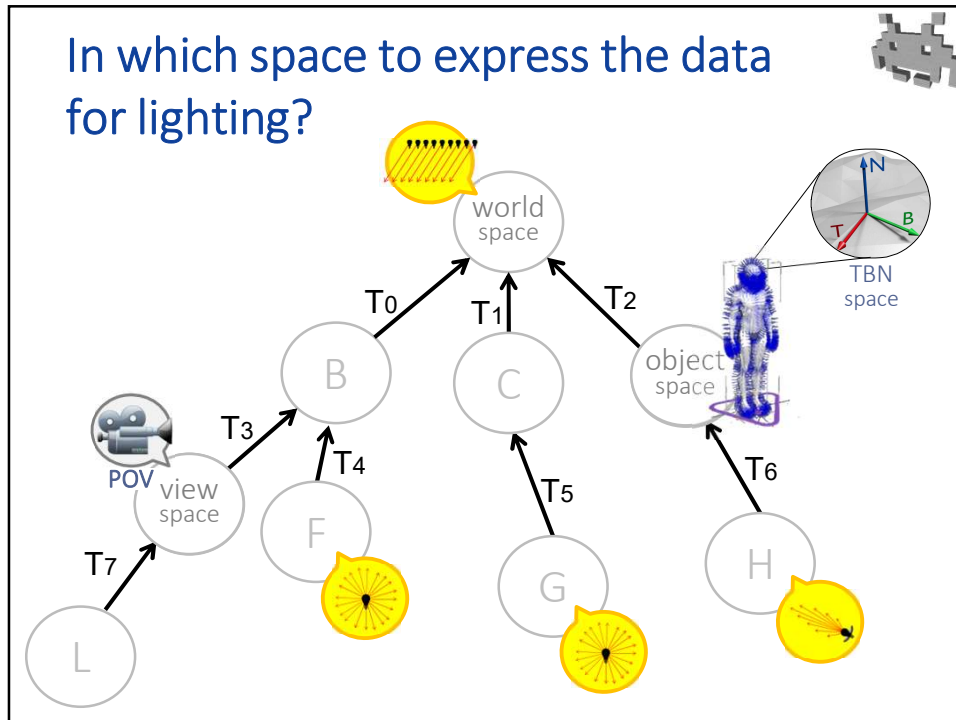 In which space to express the data
for lighting?
world
space
N
B
T
TBN
space
T0
T1
T2
B
C
object
space
POV
T3
T4
T5
T6
view
space
F
G
H
T7
L